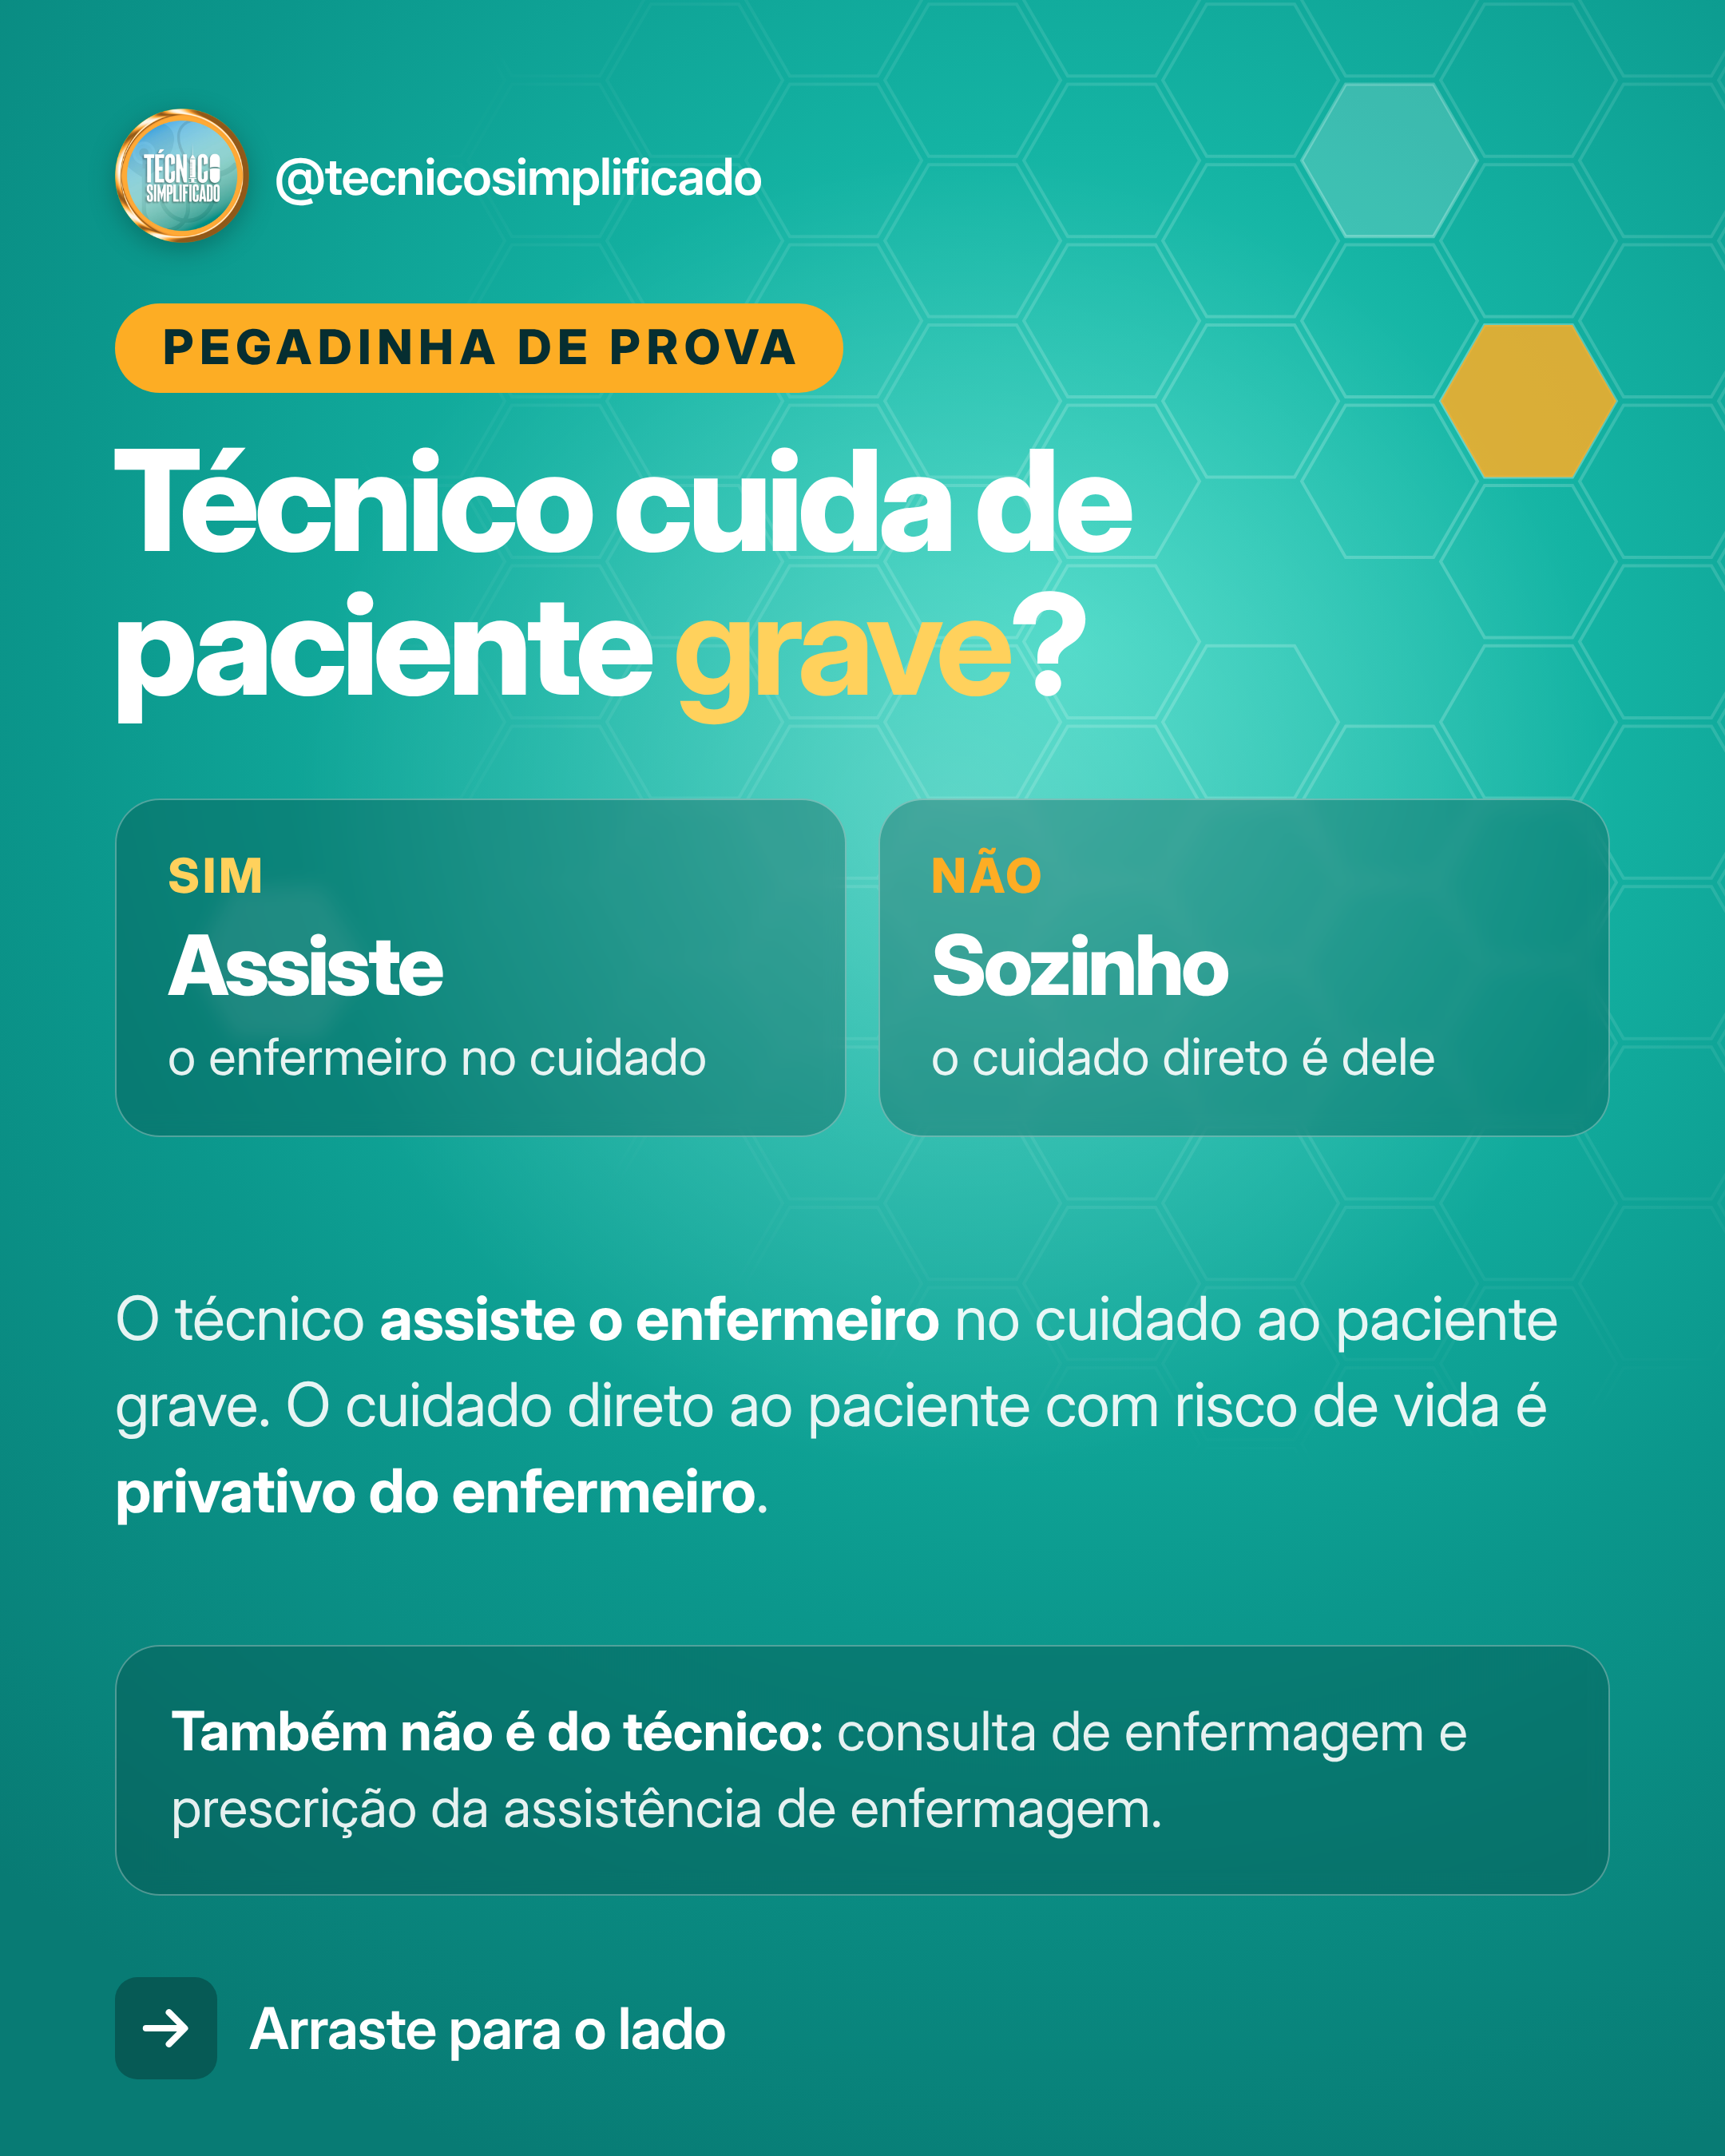 TÉCNICO
SIMPLIFICADO
@tecnicosimplificado
PEGADINHA DE PROVA
Técnico cuida de
paciente grave?
SIM
Assiste
o enfermeiro no cuidado
NÃO
Sozinho
o cuidado direto é dele
O técnico assiste o enfermeiro no cuidado ao paciente
grave. O cuidado direto ao paciente com risco de vida é
privativo do enfermeiro.
Também não é do técnico: consulta de enfermagem e
prescrição da assistência de enfermagem.
Arraste para o lado